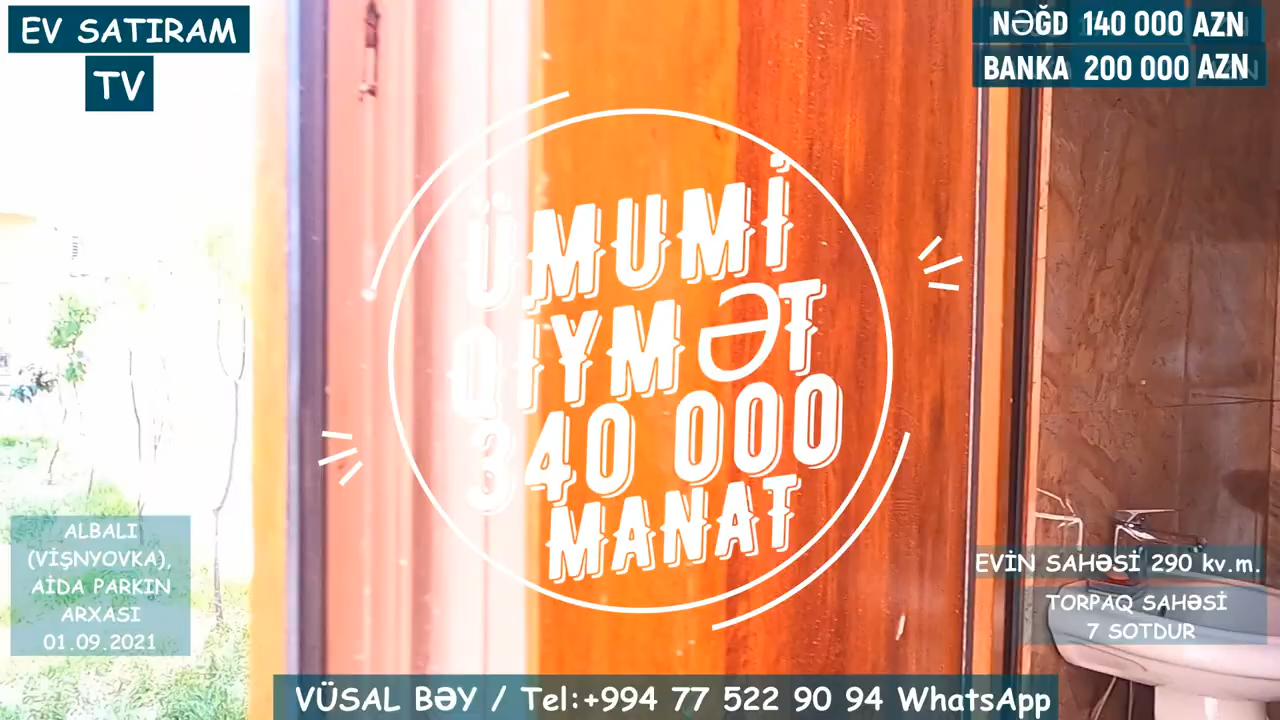 EV SATIRAM
TV
NƏĞD 140 000 AZN
BANKA 200 000 AZN
ÜMUMİ
QIYMƏT
340 000
MANAT
ALBALI
(VİŞNYOVKA),
AİDA PARKIN
ARXASI
01.09.2021
EVİN SAHƏSİ 290 kv.m.
TORPAQ SAHƏSİ
7 SOTDUR
VÜSAL BƏY / Tel:+994 77 522 90 94 WhatsApp